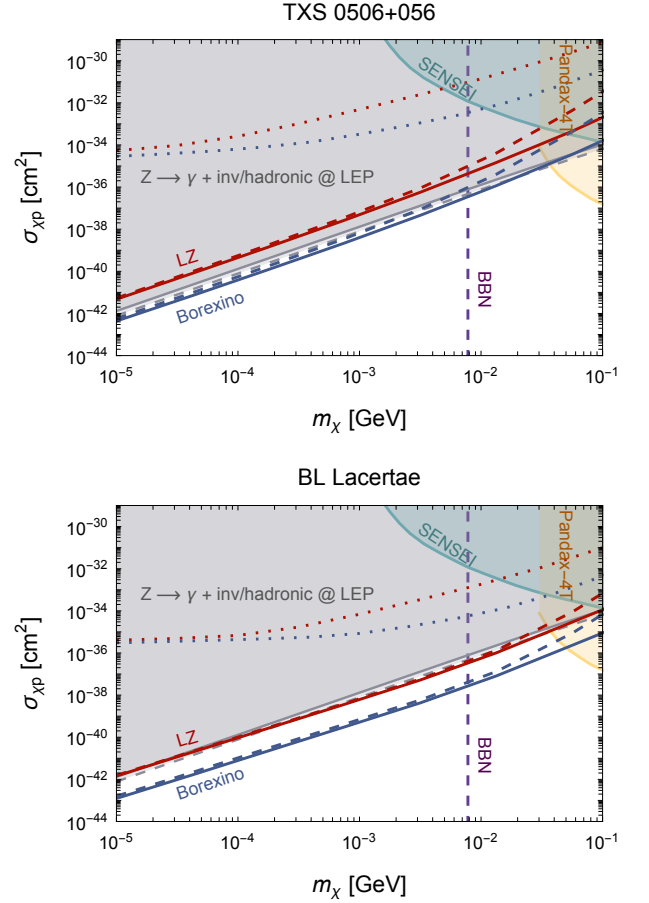 TXS 0506+056
10⁻³⁰
10⁻³²
10⁻³⁴
10⁻³⁶
10⁻³⁸
10⁻⁴⁰
10⁻⁴²
10⁻⁴⁴
σχp [cm²]
SENSEI
Pandax-4T
Z → γ + inv/hadronic @ LEP
LZ
Borexino
BBN
10⁻⁵ 10⁻⁴ 10⁻³ 10⁻² 10⁻¹
mχ [GeV]
BL Lacertae
10⁻³⁰
10⁻³²
10⁻³⁴
10⁻³⁶
10⁻³⁸
10⁻⁴⁰
10⁻⁴²
10⁻⁴⁴
σχp [cm²]
SENSEI
Pandax-4T
Z → γ + inv/hadronic @ LEP
LZ
Borexino
BBN
10⁻⁵ 10⁻⁴ 10⁻³ 10⁻² 10⁻¹
mχ [GeV]